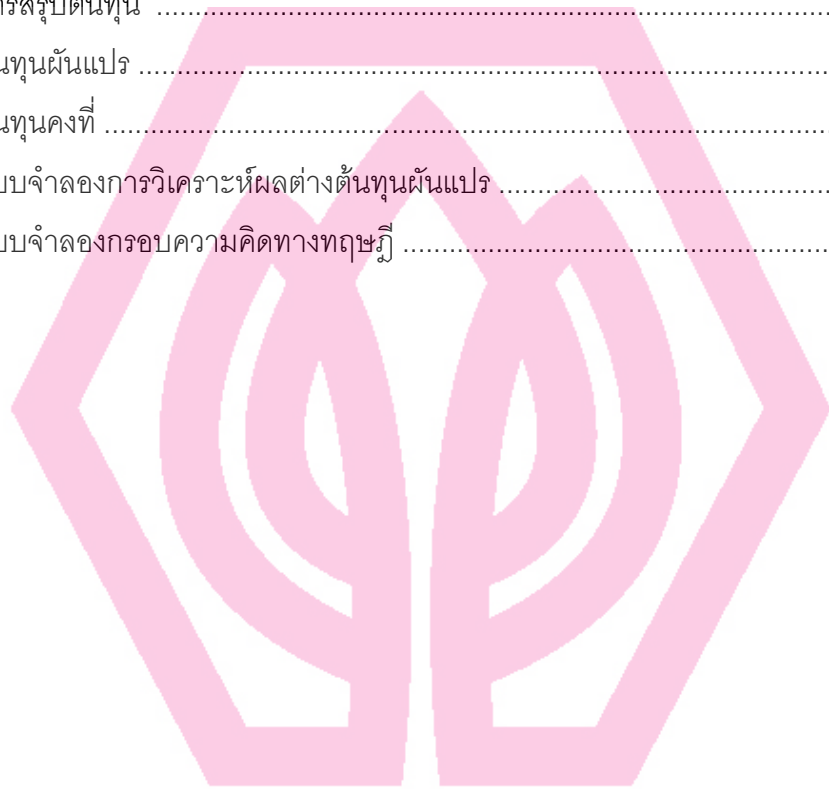 ารสรุปต้นทุน ................................................................................
นทุนผันแปร ................................................................................
นทุนคงที่ ................................................................................
บบจำลองการวิเคราะห์ผลต่างต้นทุนผันแปร ........................................
บบจำลองกรอบความคิดทางทฤษฎี ....................................................